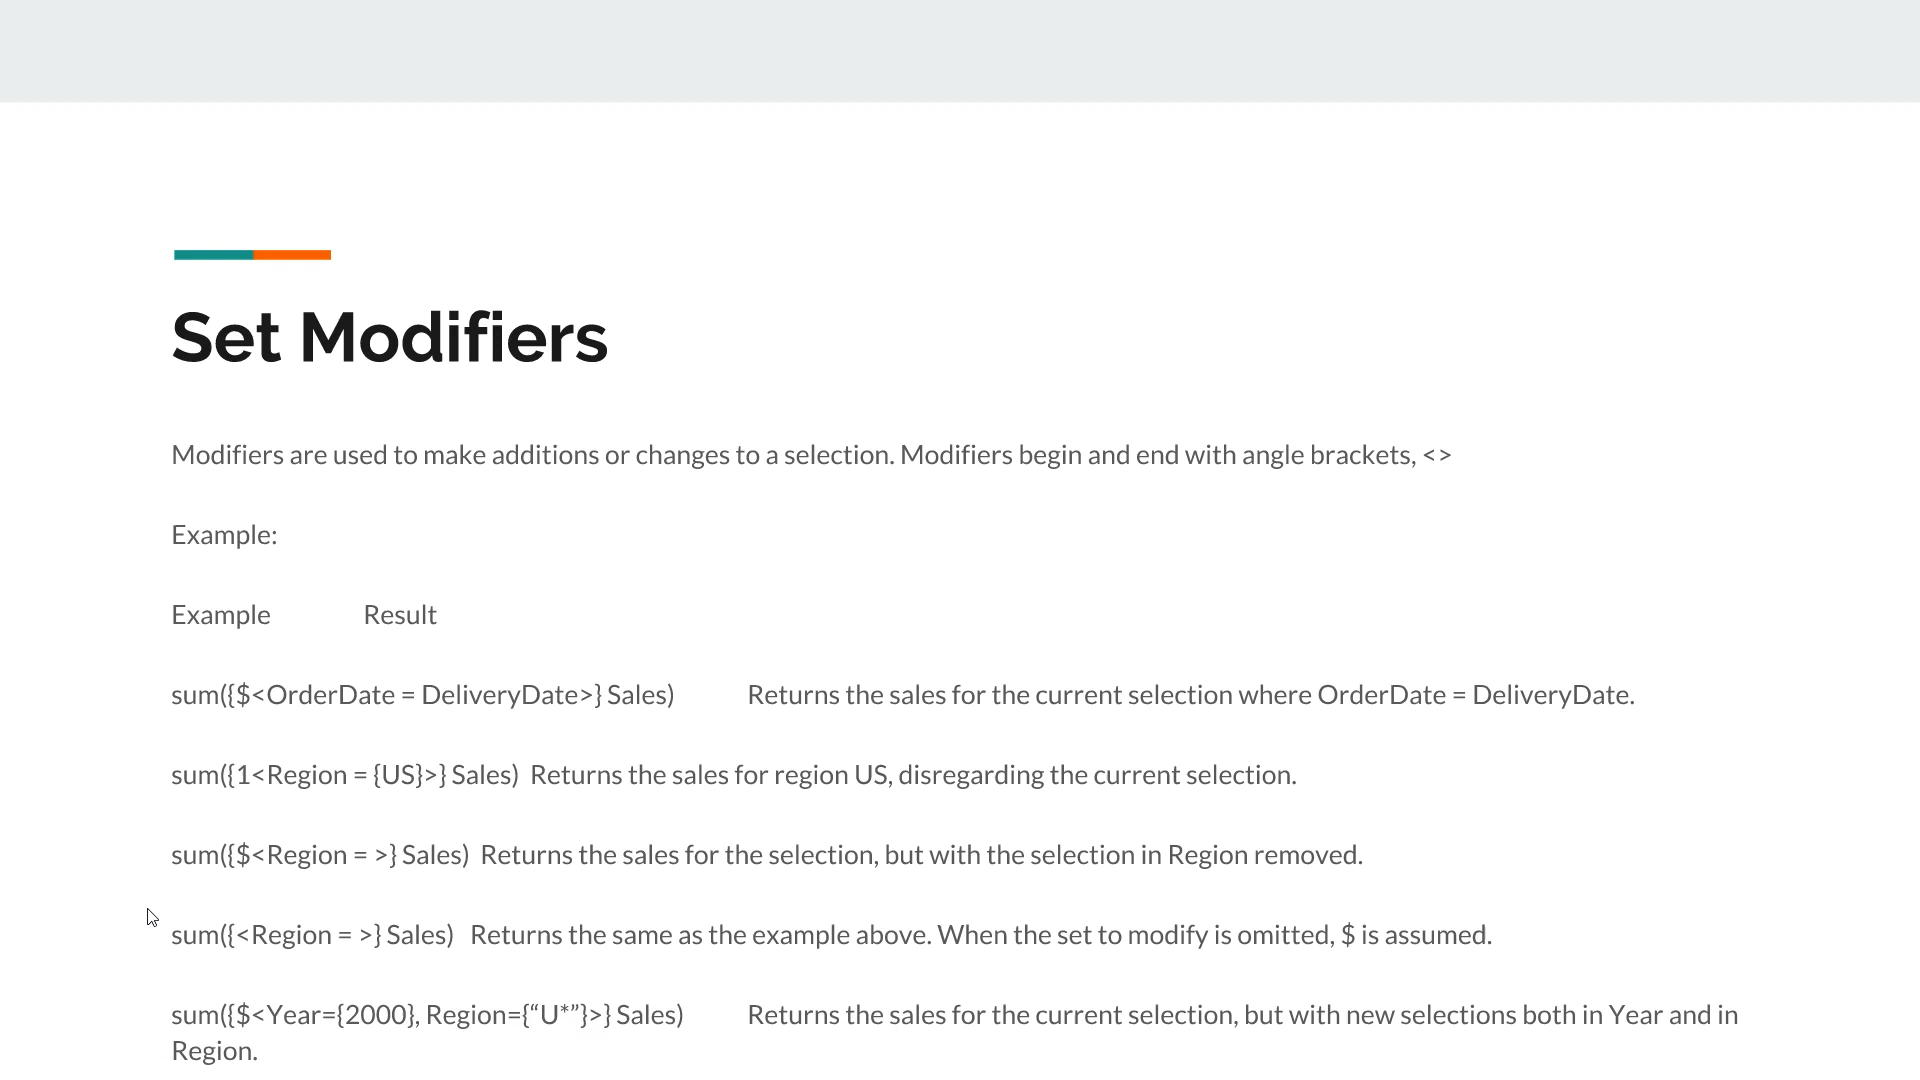 Set Modifiers
Modifiers are used to make additions or changes to a selection. Modifiers begin and end with angle brackets, <>
Example:
Example Result
sum({$<OrderDate = DeliveryDate>} Sales) Returns the sales for the current selection where OrderDate = DeliveryDate.
sum({1<Region = {US}>} Sales) Returns the sales for region US, disregarding the current selection.
sum({$<Region = >} Sales) Returns the sales for the selection, but with the selection in Region removed.
sum({<Region = >} Sales) Returns the same as the example above. When the set to modify is omitted, $ is assumed.
sum({$<Year={2000}, Region={“U*”}>} Sales) Returns the sales for the current selection, but with new selections both in Year and in
Region.